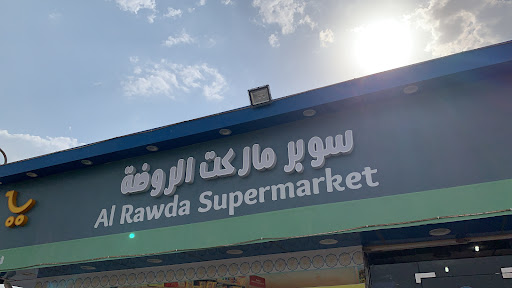 سوبر ماركت الروضة
Al Rawda Supermarket